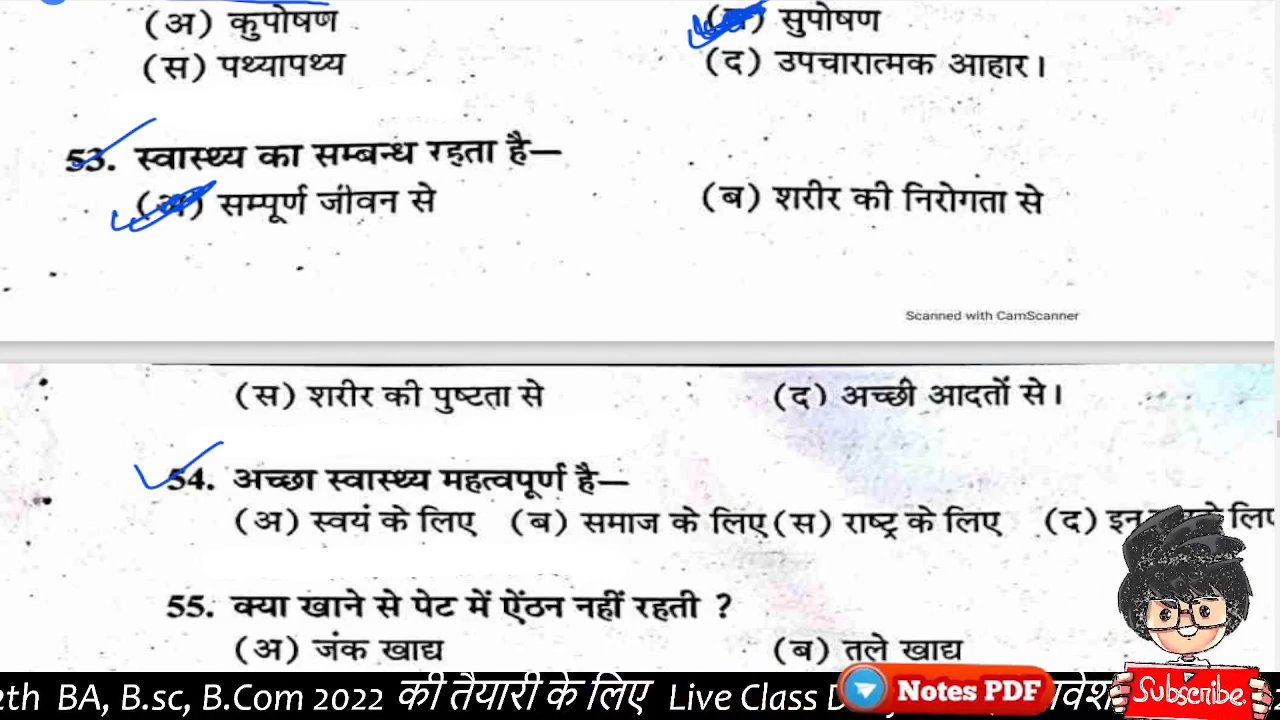 (अ) कुपोषण () सुपोषण
(स) पथ्यापथ्य (द) उपचारात्मक आहार।
53. स्वास्थ्य का सम्बन्ध रहता है—
(अ) सम्पूर्ण जीवन से (ब) शरीर की निरोगता से
Scanned with CamScanner
(स) शरीर की पुष्टता से (द) अच्छी आदतों से।
54. अच्छा स्वास्थ्य महत्वपूर्ण है—
(अ) स्वयं के लिए (ब) समाज के लिए (स) राष्ट्र के लिए (द)
55. क्या खाने से पेट में ऐंठन नहीं रहती ?
(अ) जंक खाद्य (ब) तले खाद्य
BA, B.sc, B.Com 2022 की तैयारी के लिए Live Class
Notes PDF
Subscribe